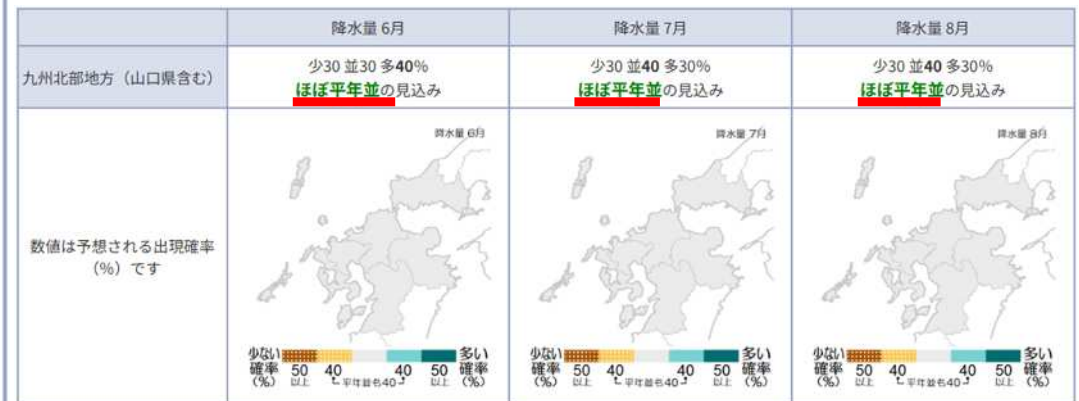 降水量 6月
降水量 7月
降水量 8月
九州北部地方（山口県含む）
少30 並30 多40%
ほぼ平年並の見込み
少30 並40 多30%
ほぼ平年並の見込み
少30 並40 多30%
ほぼ平年並の見込み
数値は予想される出現確率
（%）です
降水量 6月
少ない
確率
(%)
50
以上
40
平年並も40
40
50
以上
多い
確率
(%)
降水量 7月
少ない
確率
(%)
50
以上
40
平年並も40
40
50
以上
多い
確率
(%)
降水量 8月
少ない
確率
(%)
50
以上
40
平年並も40
40
50
以上
多い
確率
(%)